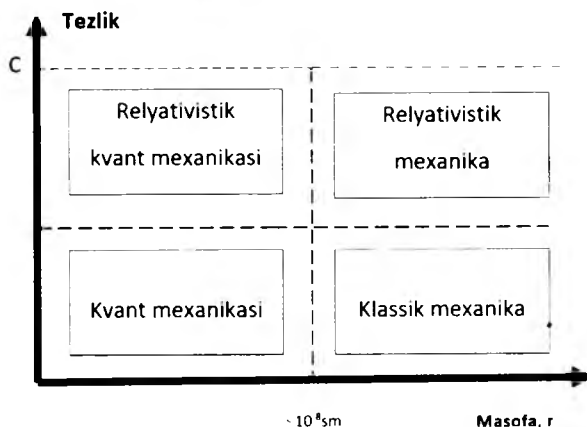 Tezlik
C
Relyativistik
kvant mexanikasi
Relyativistik
mexanika
Kvant mexanikasi
Klassik mexanika
10⁸sm
Masofa, r